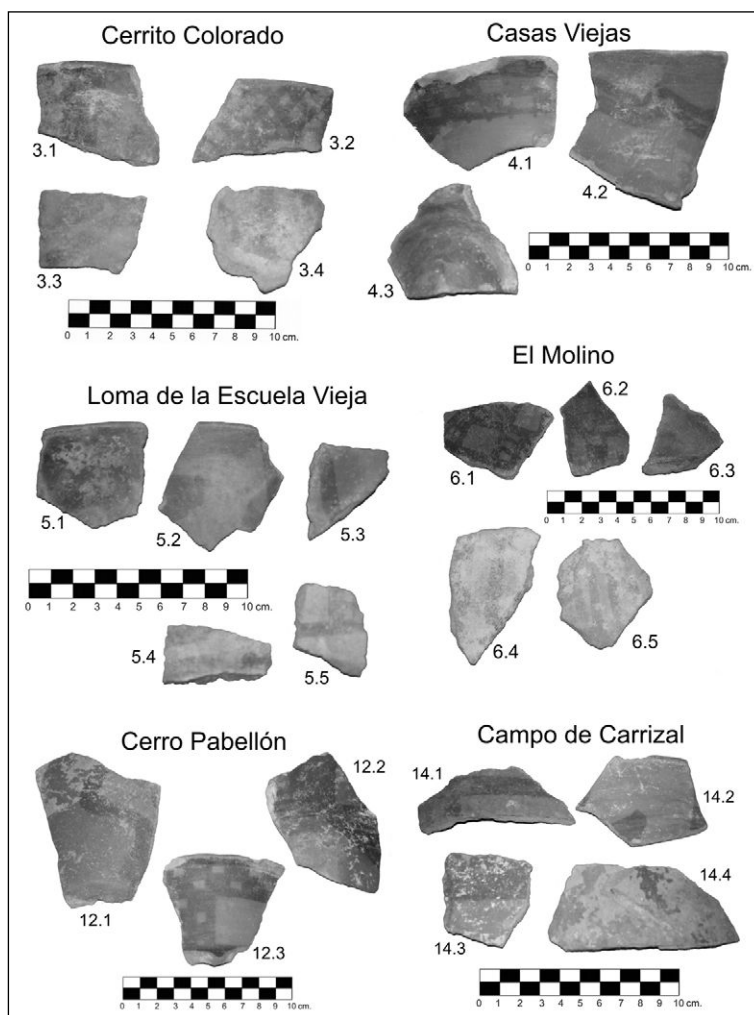 Cerrito Colorado
3.1
3.2
3.3
3.4
0 1 2 3 4 5 6 7 8 9 10 cm.
Casas Viejas
4.1
4.2
4.3
0 1 2 3 4 5 6 7 8 9 10 cm.
Loma de la Escuela Vieja
5.1
5.2
5.3
0 1 2 3 4 5 6 7 8 9 10 cm.
5.4
5.5
El Molino
6.1
6.2
6.3
0 1 2 3 4 5 6 7 8 9 10 cm.
6.4
6.5
Cerro Pabellón
12.1
12.2
12.3
0 1 2 3 4 5 6 7 8 9 10 cm.
Campo de Carrizal
14.1
14.2
14.3
14.4
0 1 2 3 4 5 6 7 8 9 10 cm.